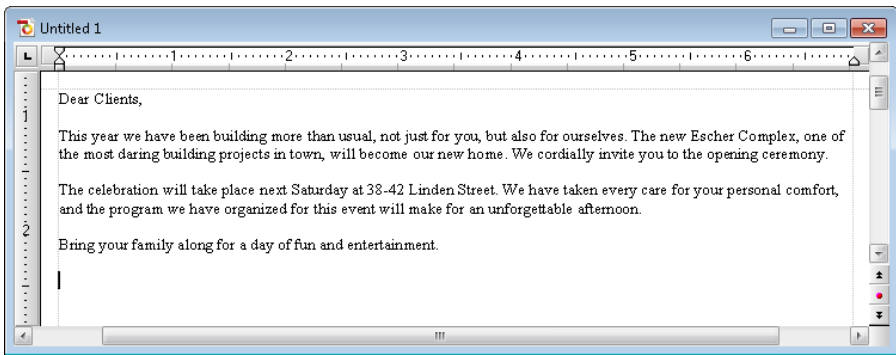 Untitled 1
L
1 2 3 4 5 6
1
Dear Clients,
This year we have been building more than usual, not just for you, but also for ourselves. The new Escher Complex, one of
the most daring building projects in town, will become our new home. We cordially invite you to the opening ceremony.
The celebration will take place next Saturday at 38-42 Linden Street. We have taken every care for your personal comfort,
and the program we have organized for this event will make for an unforgettable afternoon.
2
Bring your family along for a day of fun and entertainment.